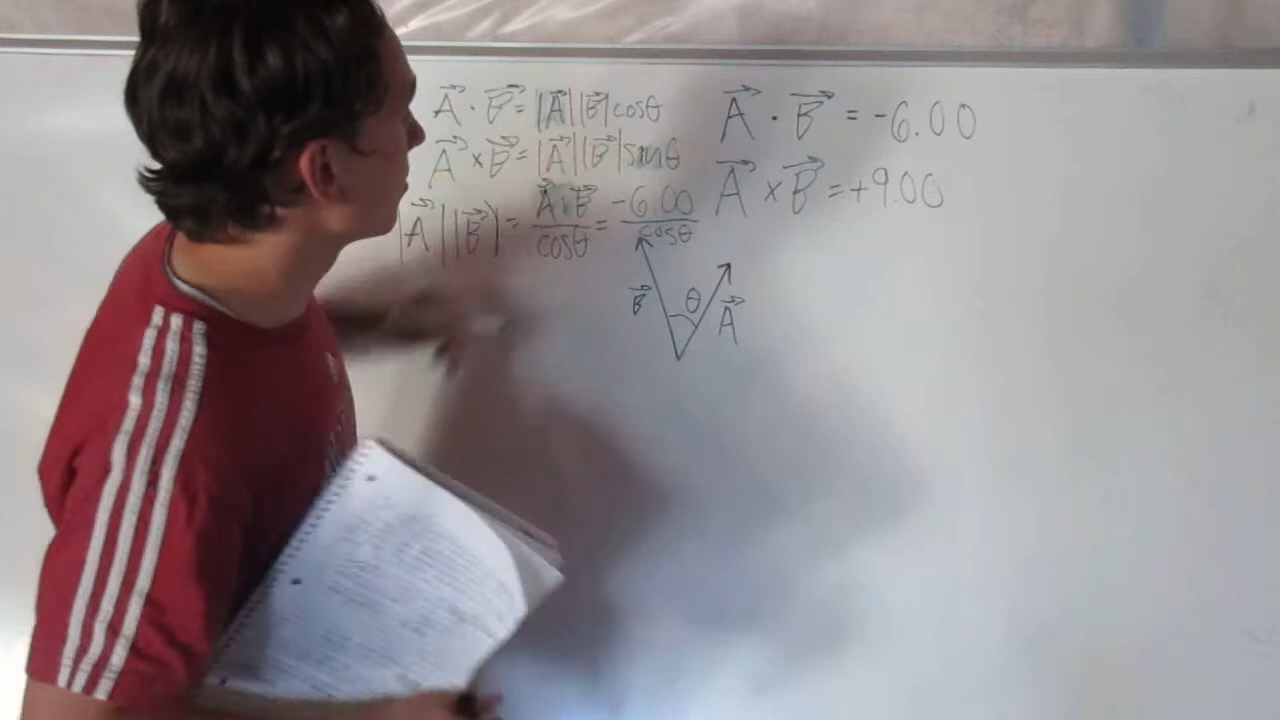 A⃗ · B⃗ = |A⃗||B⃗|cosθ
A⃗ × B⃗ = |A⃗||B⃗|sinθ
|A⃗||B⃗| = A⃗·B⃗/cosθ = -6.00/cosθ
A⃗ · B⃗ = -6.00
A⃗ × B⃗ = +9.00
B⃗ θ A⃗